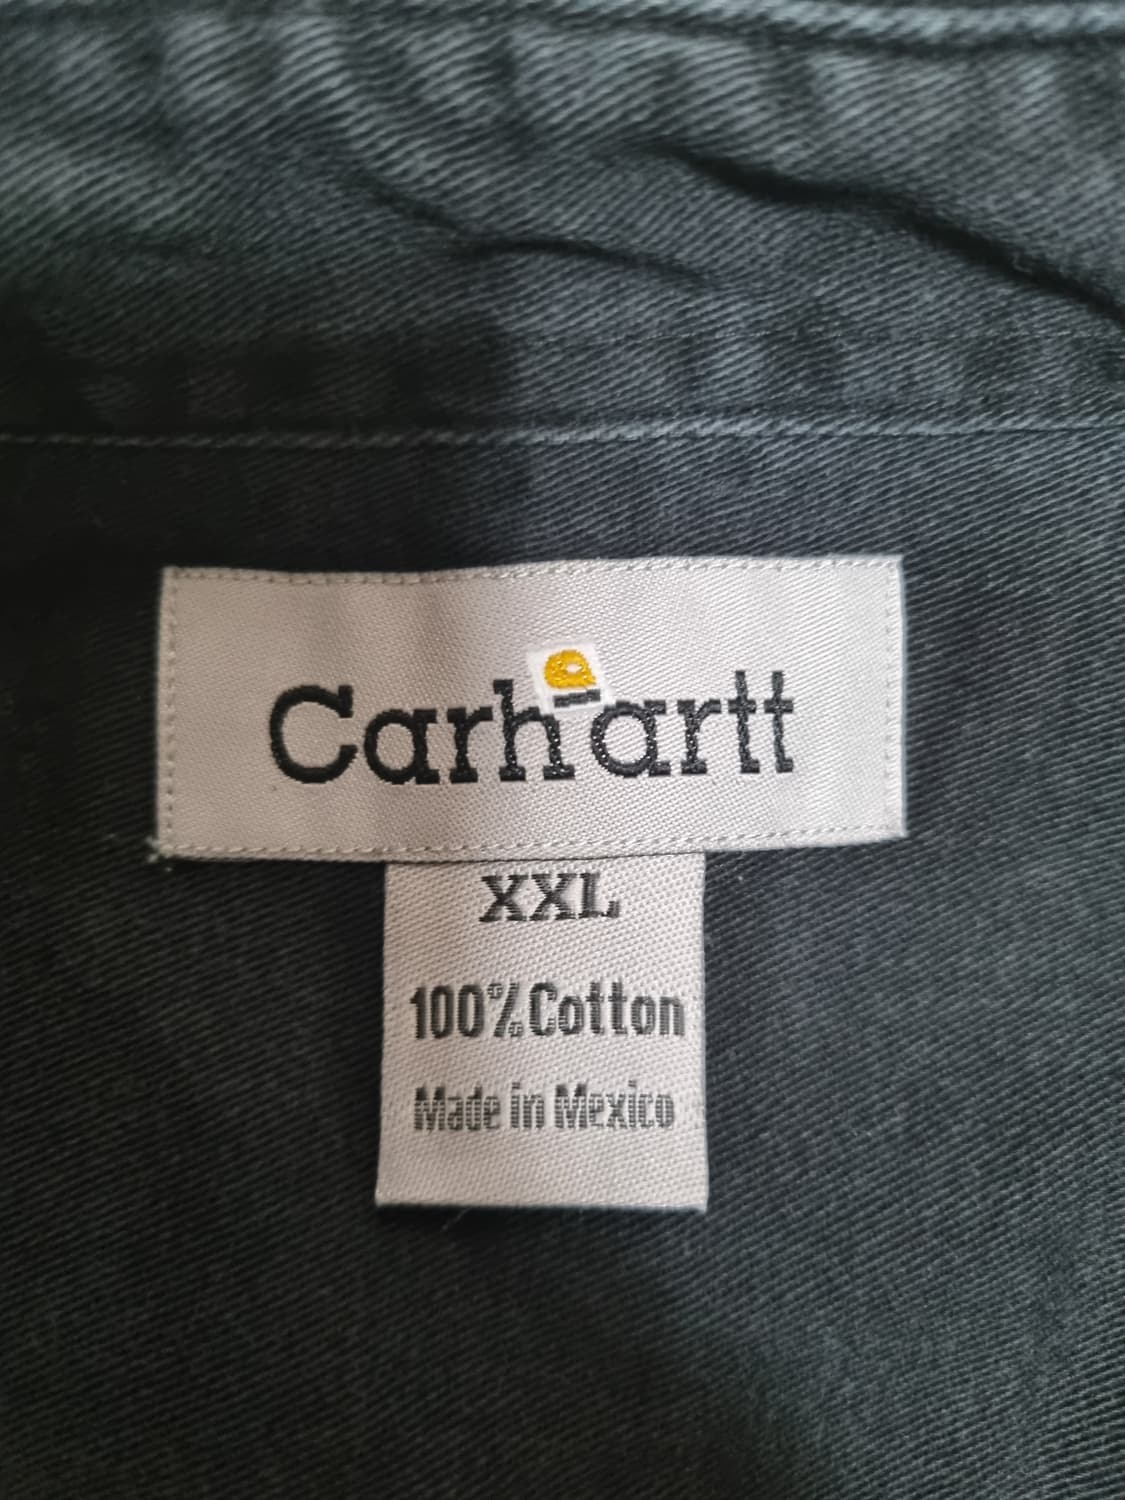 Carhartt
XXL
100% Cotton
Made in Mexico